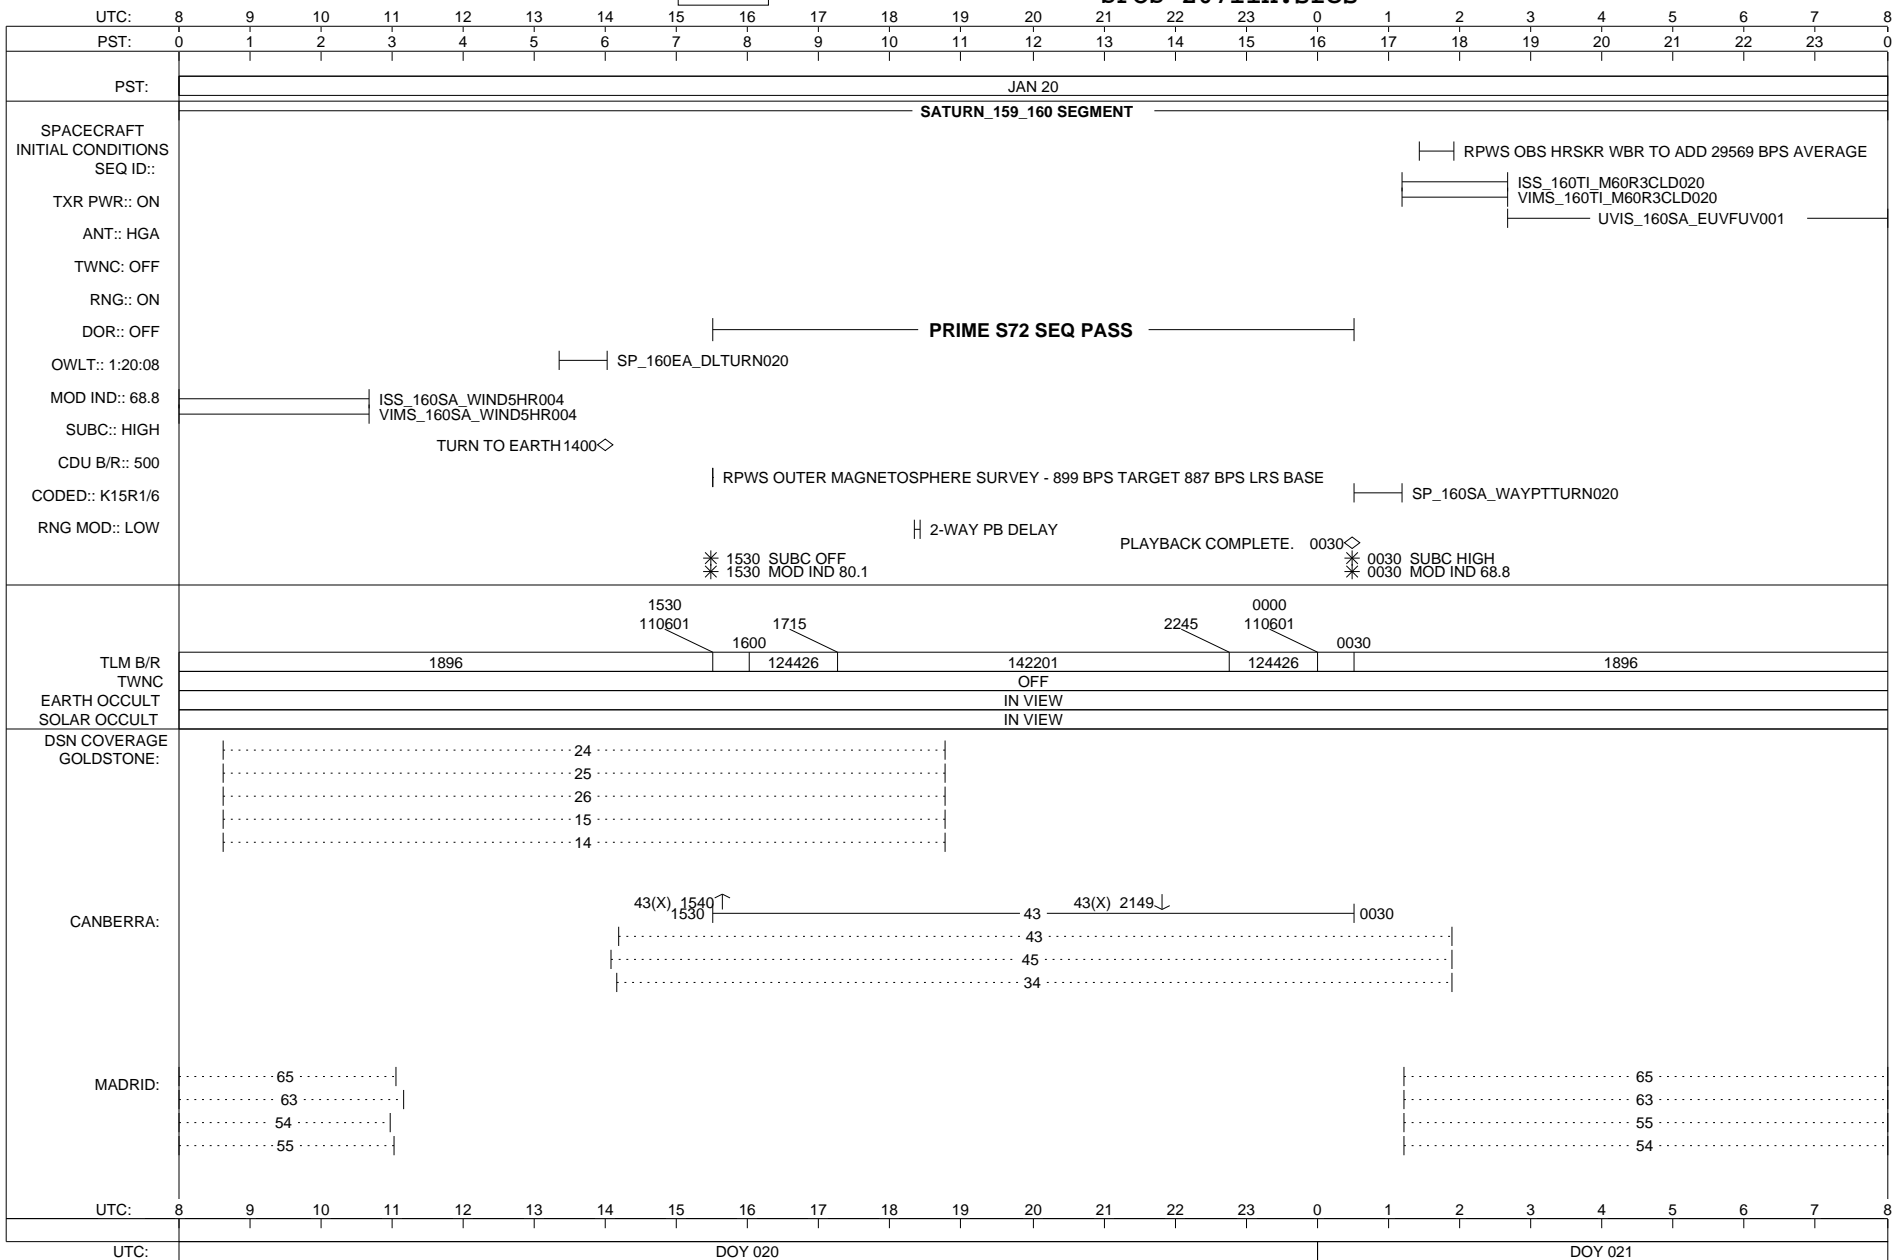 UTC: 8 9 10 11 12 13 14 15 16 17 18 19 20 21 22 23 0 1 2 3 4 5 6 7 8
PST: 0 1 2 3 4 5 6 7 8 9 10 11 12 13 14 15 16 17 18 19 20 21 22 23 0
PST: JAN 20
SATURN_159_160 SEGMENT
SPACECRAFT
INITIAL CONDITIONS
SEQ ID::
RPWS OBS HRSKR WBR TO ADD 29569 BPS AVERAGE
ISS_160TI_M60R3CLD020
VIMS_160TI_M60R3CLD020
TXR PWR:: ON
UVIS_160SA_EUVFUV001
ANT:: HGA
TWNC: OFF
RNG:: ON
DOR:: OFF
PRIME S72 SEQ PASS
OWLT:: 1:20:08
SP_160EA_DLTURN020
MOD IND:: 68.8
ISS_160SA_WIND5HR004
VIMS_160SA_WIND5HR004
SUBC:: HIGH
TURN TO EARTH 1400
CDU B/R:: 500
RPWS OUTER MAGNETOSPHERE SURVEY - 899 BPS TARGET 887 BPS LRS BASE
CODED:: K15R1/6
SP_160SA_WAYPTTURN020
RNG MOD:: LOW
2-WAY PB DELAY
PLAYBACK COMPLETE. 0030
1530 SUBC OFF
0030 SUBC HIGH
1530 MOD IND 80.1
0030 MOD IND 68.8
1530 0000
110601 1715 2245 110601
1600 0030
TLM B/R 1896 124426 142201 124426 1896
TWNC OFF
EARTH OCCULT IN VIEW
SOLAR OCCULT IN VIEW
DSN COVERAGE
GOLDSTONE:
24
25
26
15
14
43(X) 1540 43(X) 2149
CANBERRA: 1530 43 0030
43
45
34
MADRID: 65 65
63 63
54 55
55 54
UTC: 8 9 10 11 12 13 14 15 16 17 18 19 20 21 22 23 0 1 2 3 4 5 6 7 8
UTC: DOY 020 DOY 021